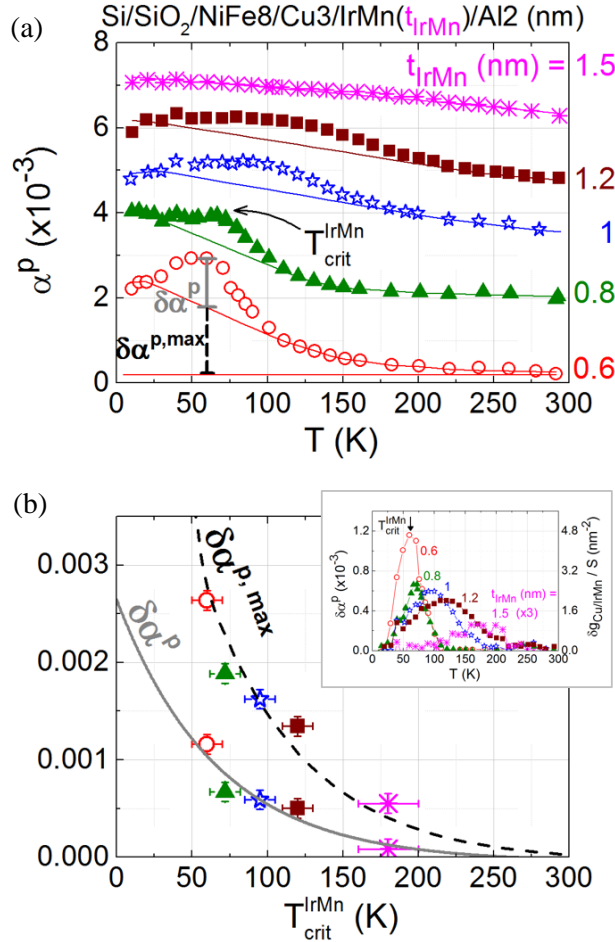 Si/SiO2/NiFe8/Cu3/IrMn(tIrMn)/Al2 (nm)
(a)
tIrMn (nm) = 1.5
1.2
1
0.8
0.6
TcritIrMn
δαp
δαp,max
8
6
4
2
0
αp (x10-3)
0 50 100 150 200 250 300
T (K)
(b)
0.003
0.002
0.001
0.000
δαp,max
δαp
0 50 100 150 200 250 300
TcritIrMn (K)
TcritIrMn
0.6
0.8
1
1.2
tIrMn (nm) =
1.5 (x3)
1.2
0.9
0.6
0.3
0.0
δαp (x10-3)
4.8
3.6
2.4
1.2
0.0
δgCu/IrMn / S (nm-2)
0 50 100 150 200 250 300
T (K)